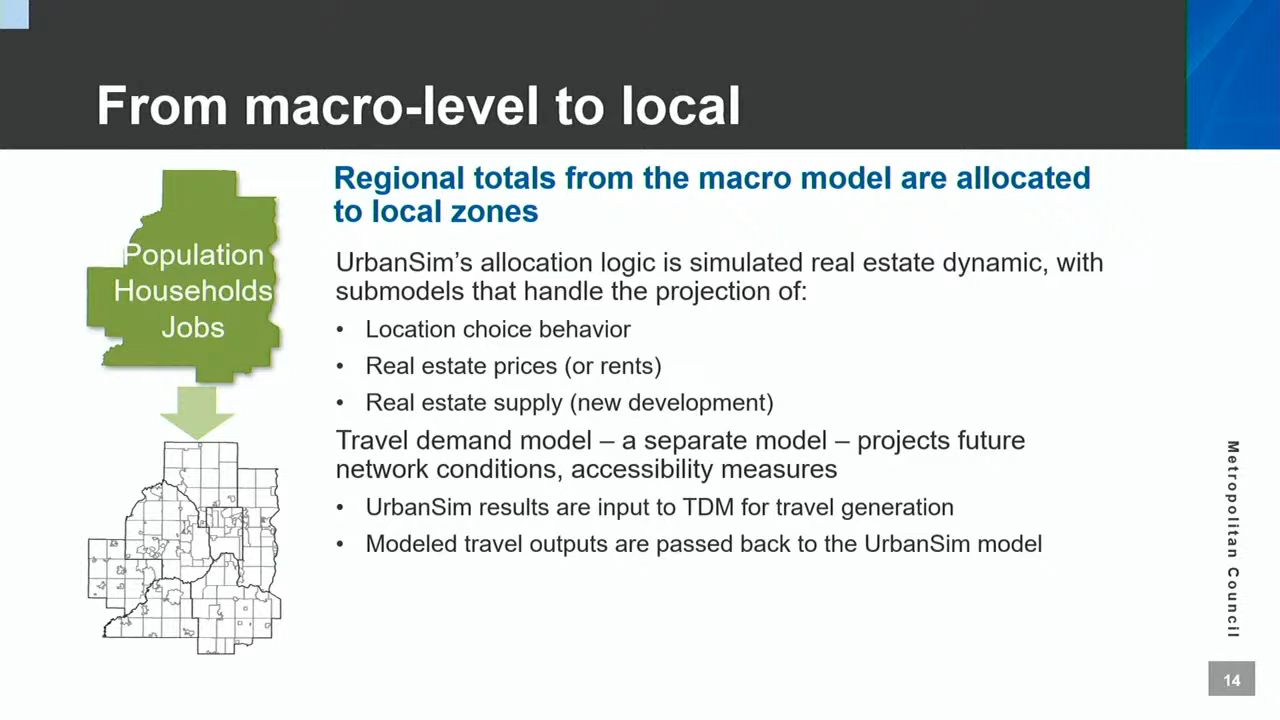 From macro-level to local
Population
Households
Jobs
Regional totals from the macro model are allocated
to local zones
UrbanSim’s allocation logic is simulated real estate dynamic, with
submodels that handle the projection of:
• Location choice behavior
• Real estate prices (or rents)
• Real estate supply (new development)
Travel demand model – a separate model – projects future
network conditions, accessibility measures
• UrbanSim results are input to TDM for travel generation
• Modeled travel outputs are passed back to the UrbanSim model
Metropolitan Council
14